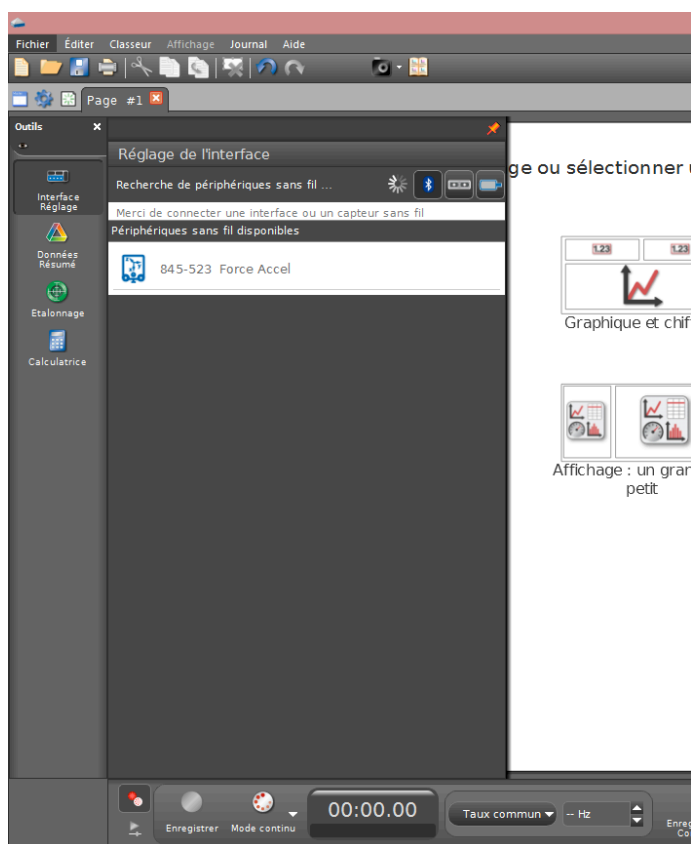 Fichier Éditer Classeur Affichage Journal Aide
Page #1
Outils
Réglage de l'interface
Recherche de périphériques sans fil ...
Merci de connecter une interface ou un capteur sans fil
Périphériques sans fil disponibles
845-523 Force Accel
Interface
Réglage
Données
Résumé
Etalonnage
Calculatrice
ge ou sélectionner
1.23 1.23
Graphique et chif
Affichage : un gran
petit
Enregistrer Mode continu
00:00.00
Taux commun -- Hz
Enreg
Co